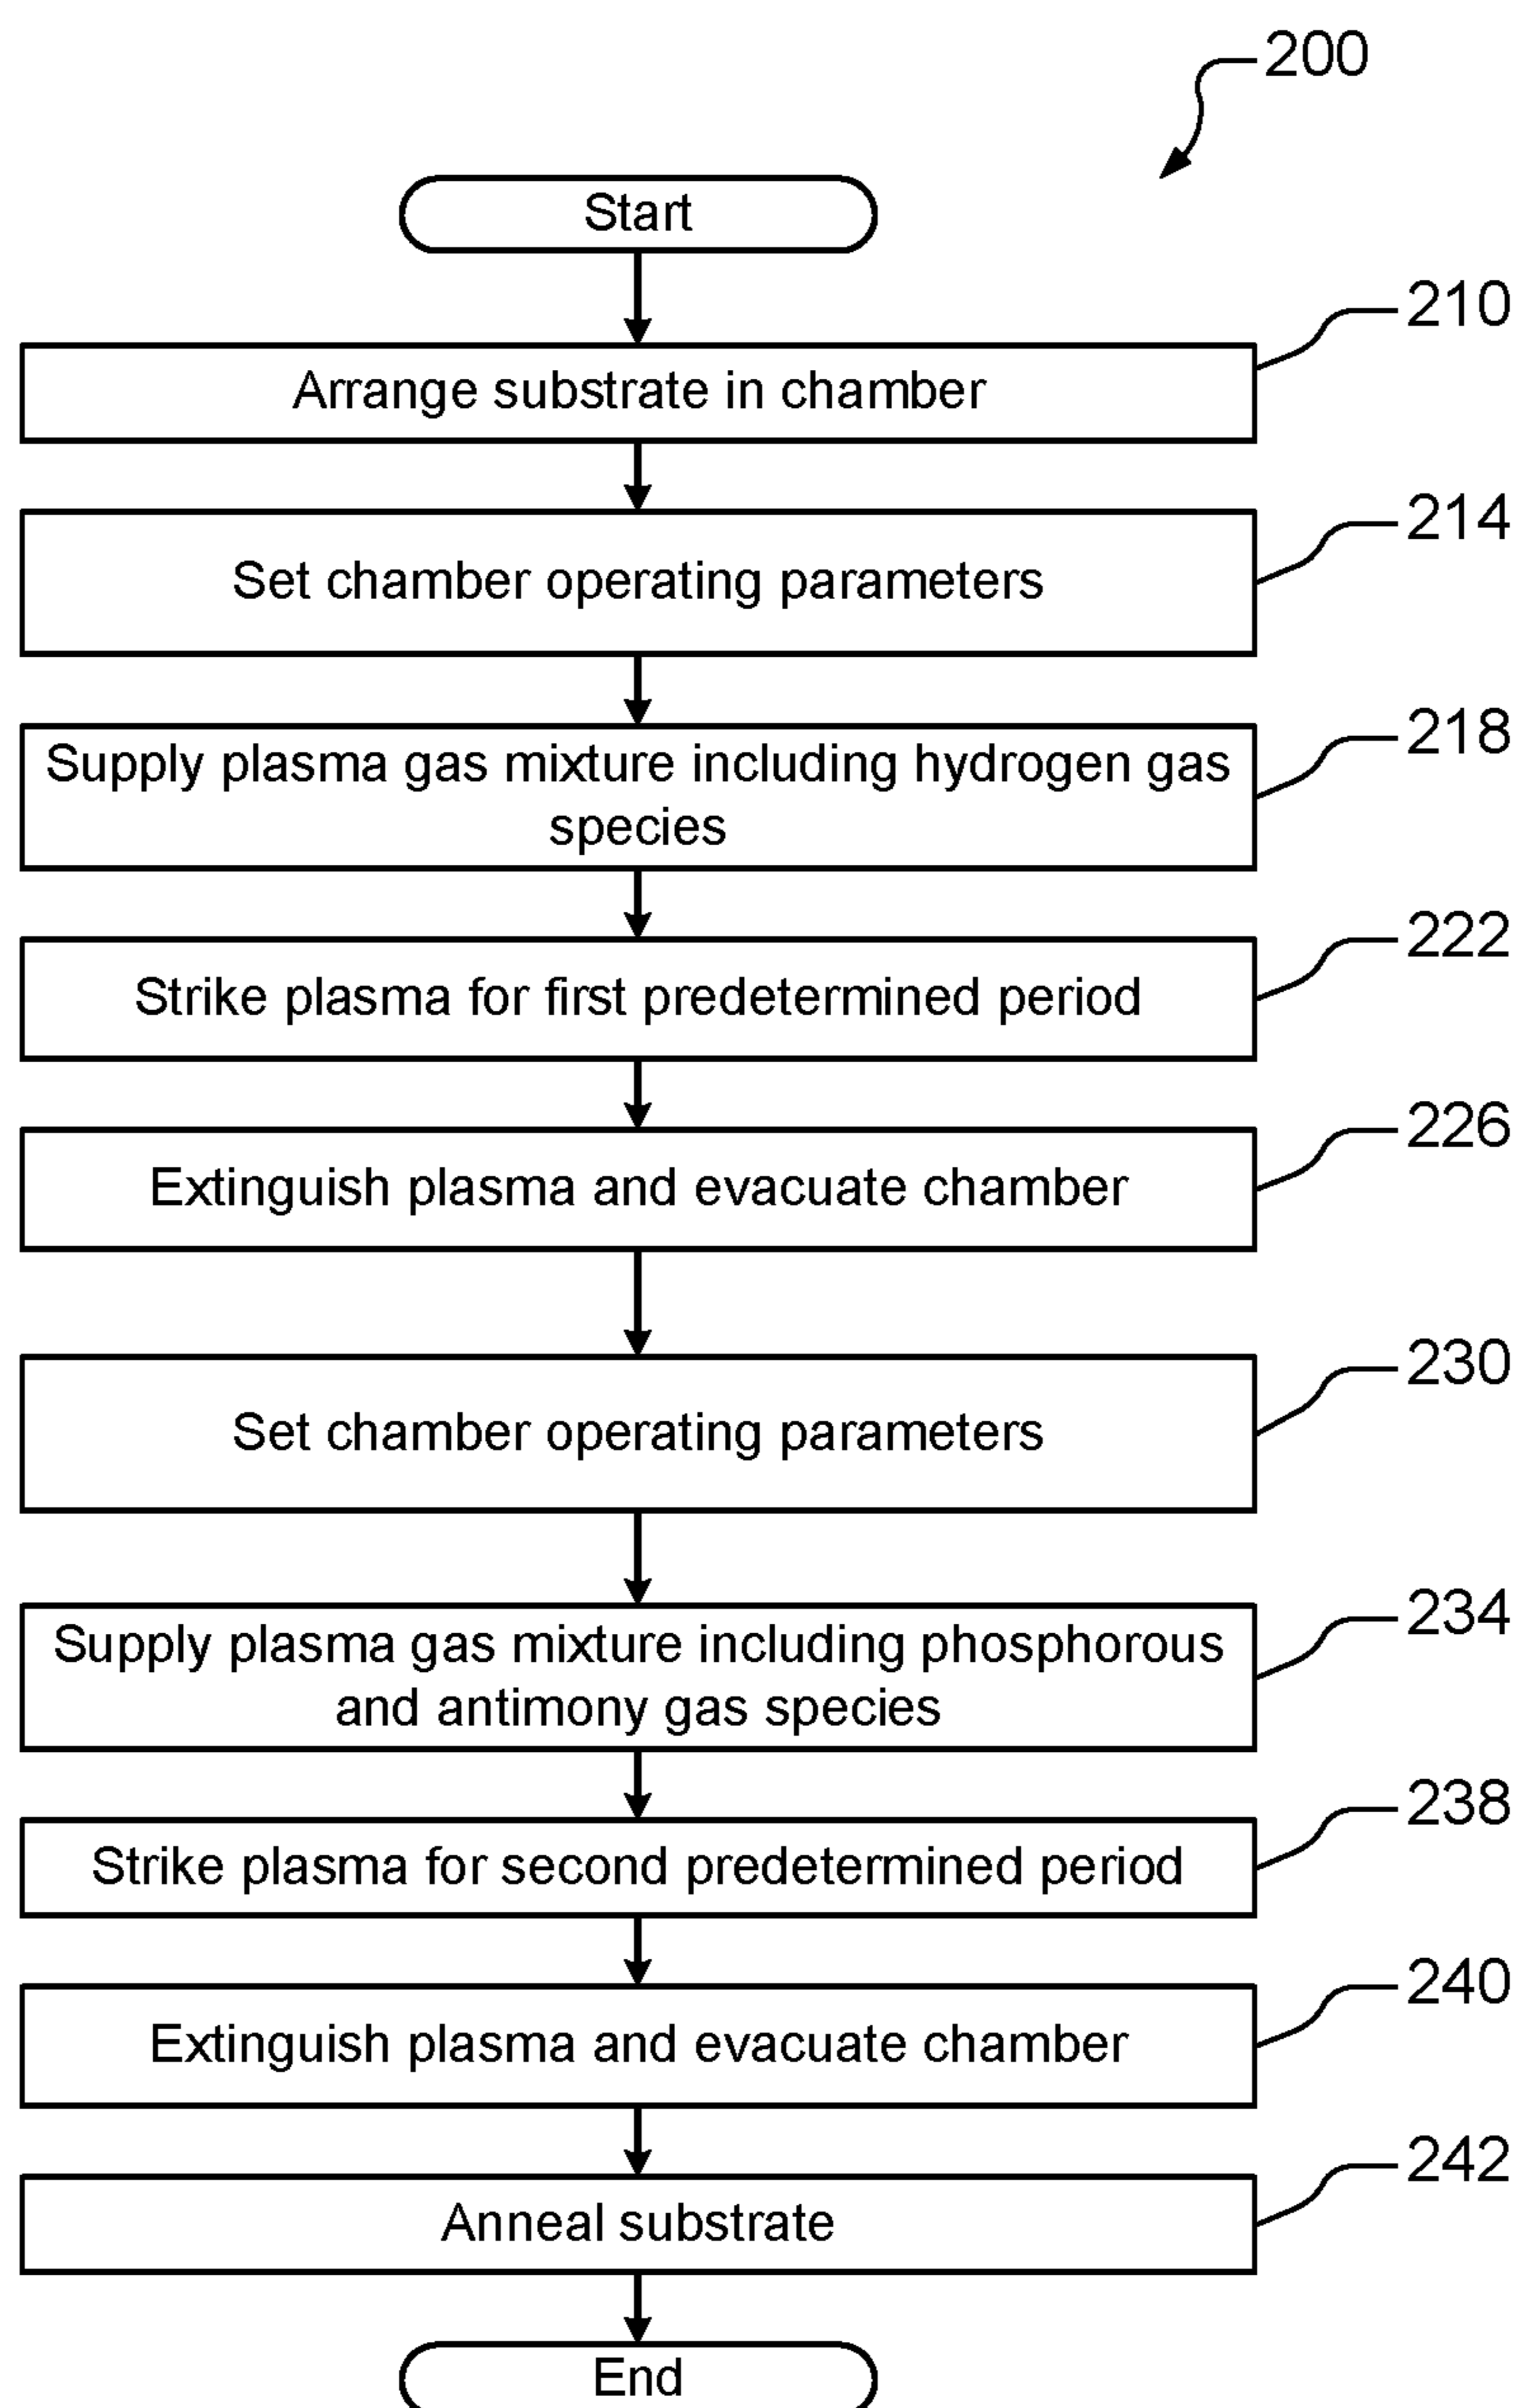 200
Start
210
Arrange substrate in chamber
214
Set chamber operating parameters
218
Supply plasma gas mixture including hydrogen gas
species
222
Strike plasma for first predetermined period
226
Extinguish plasma and evacuate chamber
230
Set chamber operating parameters
234
Supply plasma gas mixture including phosphorous
and antimony gas species
238
Strike plasma for second predetermined period
240
Extinguish plasma and evacuate chamber
242
Anneal substrate
End